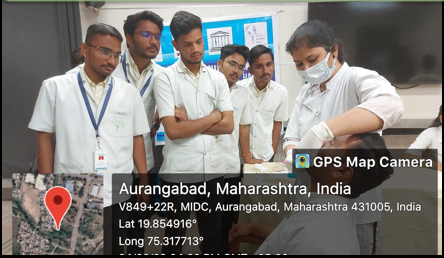 GPS Map Camera
Aurangabad, Maharashtra, India
V849+22R, MIDC, Aurangabad, Maharashtra 431005, India
Lat 19.854916°
Long 75.317713°